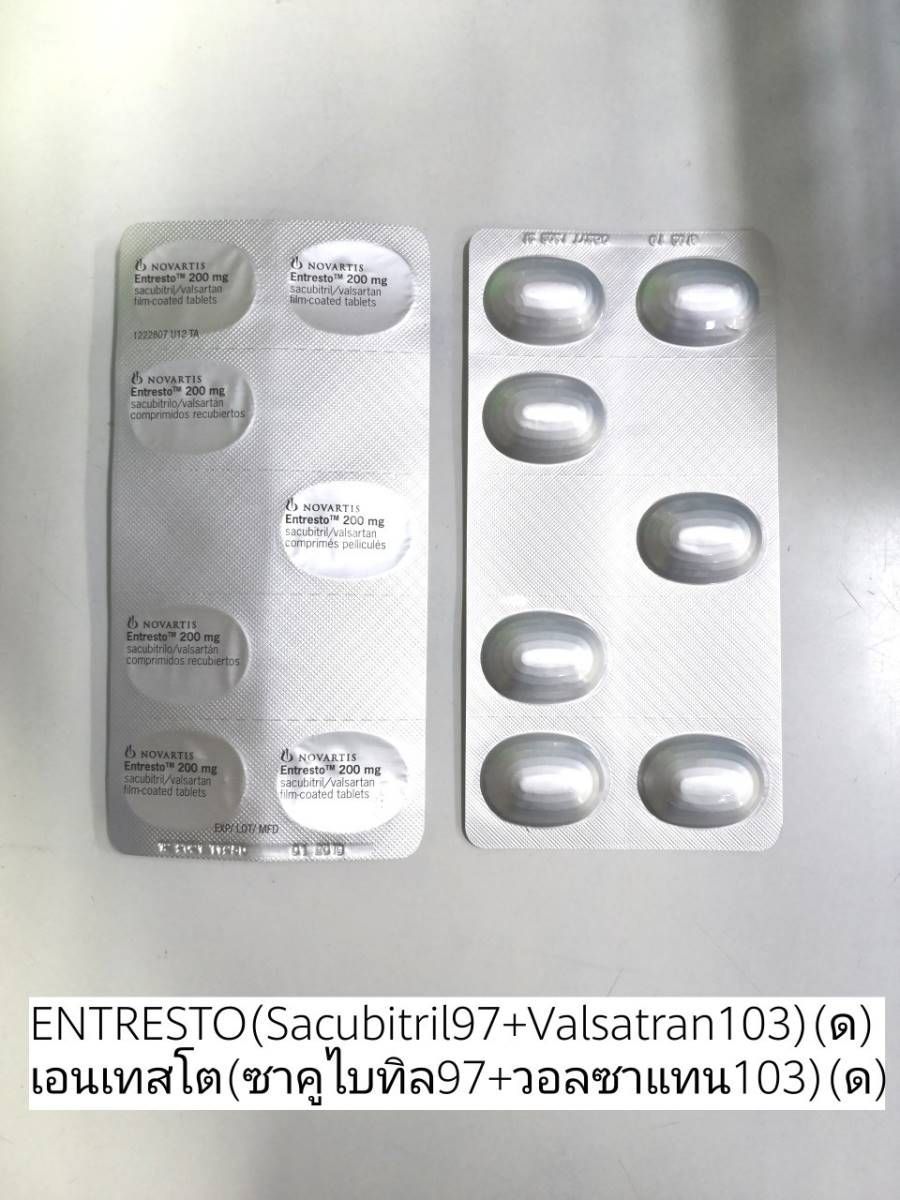 NOVARTIS
Entresto™ 200 mg
sacubitril/valsartan
film-coated tablets
1222807 U12 TA
NOVARTIS
Entresto™ 200 mg
sacubitril/valsartan
film-coated tablets
NOVARTIS
Entresto™ 200 mg
sacubitrilo/valsartán
comprimidos recubiertos
NOVARTIS
Entresto™ 200 mg
sacubitril/valsartan
comprimés pelliculés
NOVARTIS
Entresto™ 200 mg
sacubitrilo/valsartán
comprimidos recubiertos
NOVARTIS
Entresto™ 200 mg
sacubitril/valsartan
film-coated tablets
NOVARTIS
Entresto™ 200 mg
sacubitril/valsartan
film-coated tablets
EXP/ LOT/ MFD
ENTRESTO(Sacubitril97+Valsatran103)(ด)
เอนเทสโต(ซาคูไบทิล97+วอลซาแทน103)(ด)